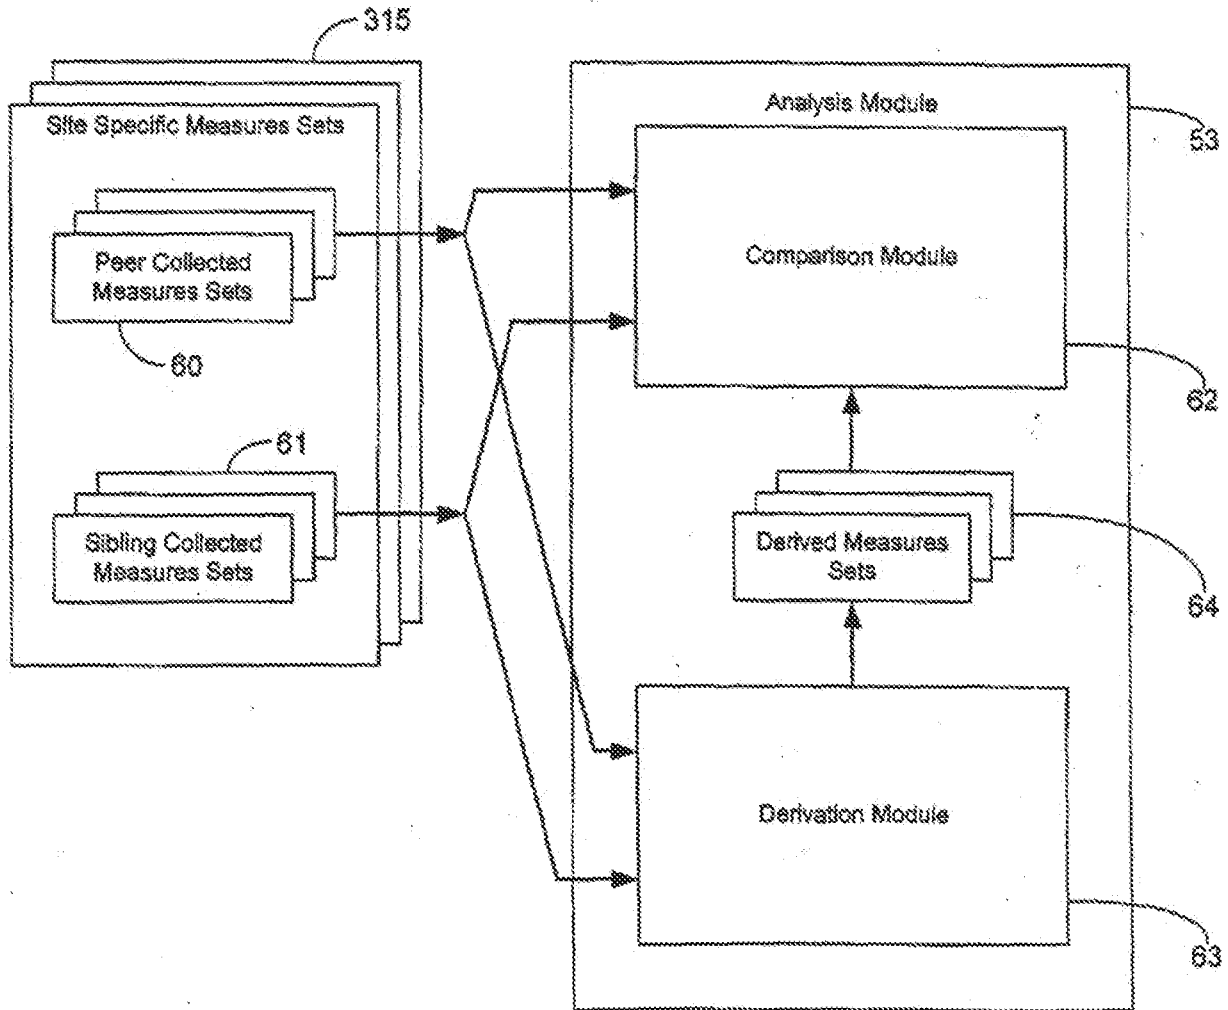 315
Site Specific Measures Sets
Peer Collected
Measures Sets
60
61
Sibling Collected
Measures Sets
Analysis Module
53
Comparison Module
62
Derived Measures
Sets
64
Derivation Module
63